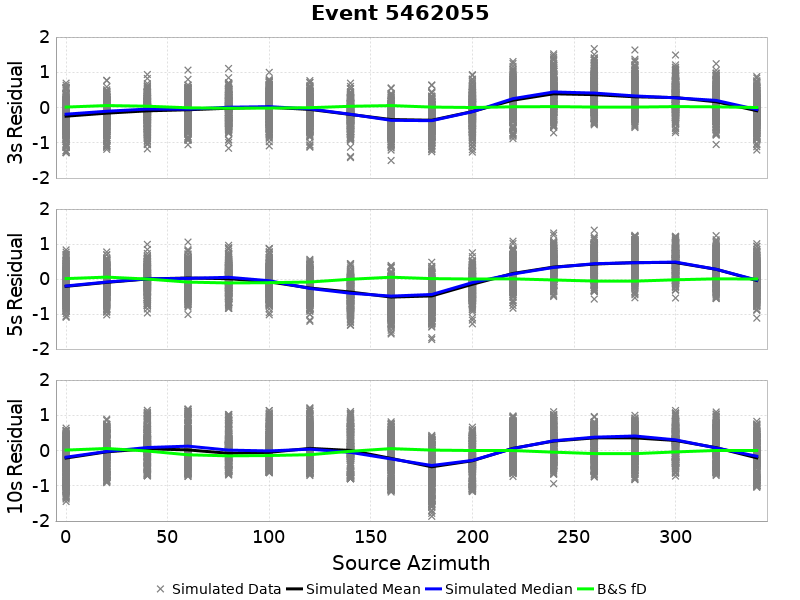 Event 5462055
3s Residual
2
1
0
-1
-2
5s Residual
2
1
0
-1
-2
10s Residual
2
1
0
-1
-2
0 50 100 150 200 250 300
Source Azimuth
Simulated Data Simulated Mean Simulated Median B&S fD